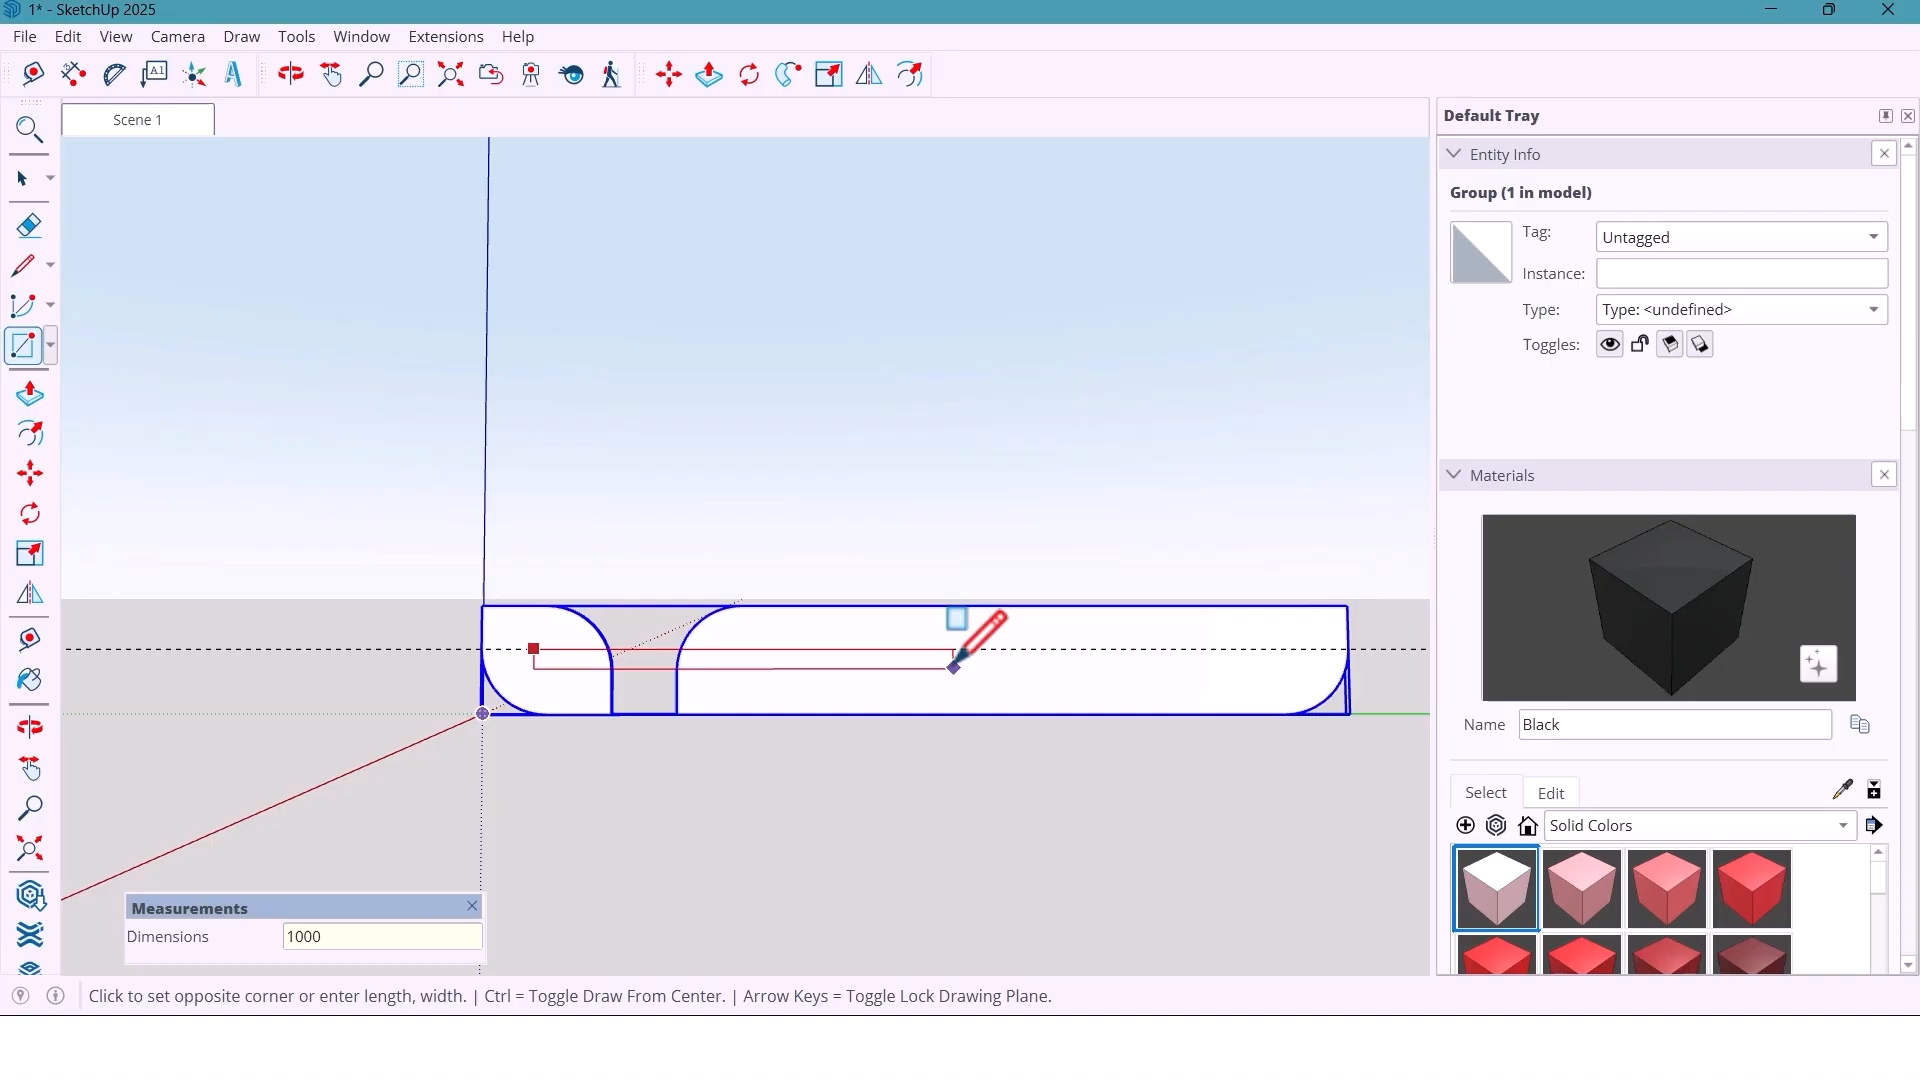 1* - SketchUp 2025
File Edit View Camera Draw Tools Window Extensions Help
A1
Scene 1
Default Tray
Entity Info
Group (1 in model)
Tag: Untagged
Instance:
Type: Type: <undefined>
Toggles:
Materials
Name Black
Select Edit
Solid Colors
Measurements
Dimensions 1000
Click to set opposite corner or enter length, width. | Ctrl = Toggle Draw From Center. | Arrow Keys = Toggle Lock Drawing Plane.